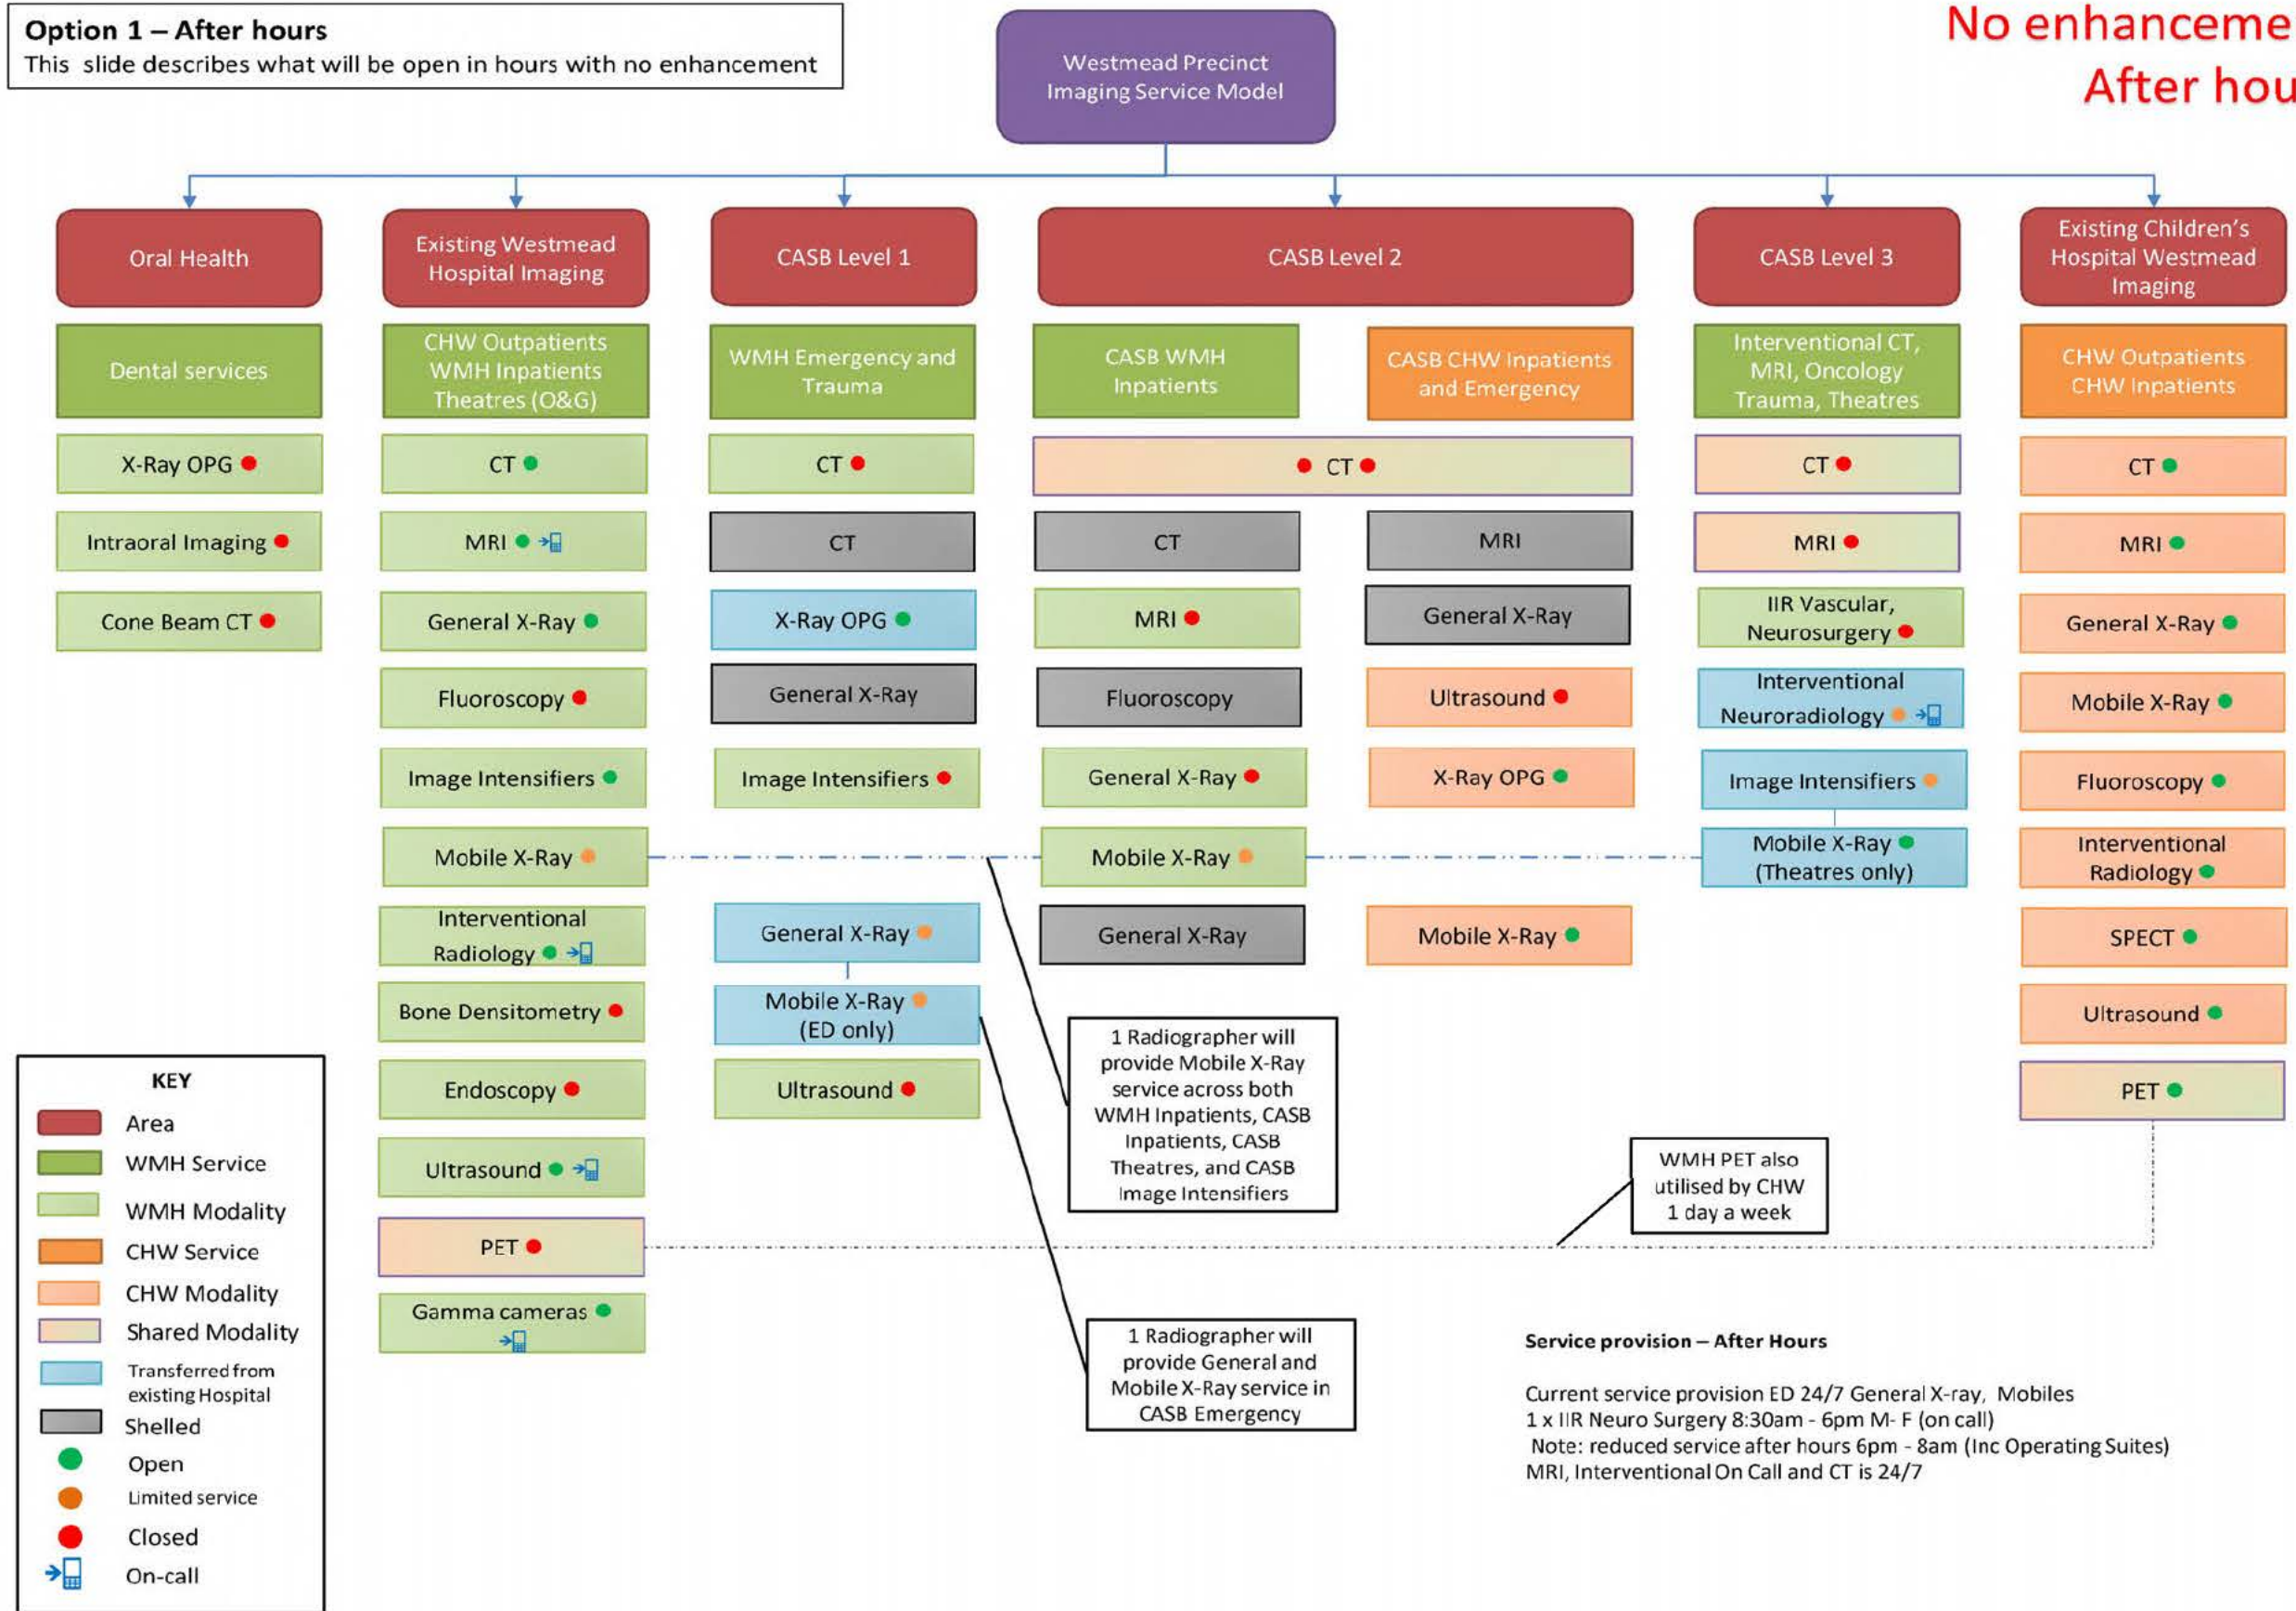 Option 1 – After hours
This slide describes what will be open in hours with no enhancement
No enhanceme
After hou
Westmead Precinct
Imaging Service Model
Oral Health
Existing Westmead
Hospital Imaging
CASB Level 1
CASB Level 2
CASB Level 3
Existing Children's
Hospital Westmead
Imaging
Dental services
CHW Outpatients
WMH Inpatients
Theatres (O&G)
WMH Emergency and
Trauma
CASB WMH
Inpatients
CASB CHW Inpatients
and Emergency
Interventional CT,
MRI, Oncology
Trauma, Theatres
CHW Outpatients
CHW Inpatients
X-Ray OPG
Intraoral Imaging
Cone Beam CT
CT
MRI
General X-Ray
Fluoroscopy
Image Intensifiers
Mobile X-Ray
Interventional
Radiology
Bone Densitometry
Endoscopy
Ultrasound
PET
Gamma cameras
CT
CT
X-Ray OPG
General X-Ray
Image Intensifiers
General X-Ray
Mobile X-Ray
(ED only)
Ultrasound
CT
CT
MRI
Fluoroscopy
General X-Ray
Mobile X-Ray
General X-Ray
MRI
General X-Ray
Ultrasound
X-Ray OPG
Mobile X-Ray
CT
MRI
IIR Vascular,
Neurosurgery
Interventional
Neuroradiology
Image Intensifiers
Mobile X-Ray
(Theatres only)
CT
MRI
General X-Ray
Mobile X-Ray
Fluoroscopy
Interventional
Radiology
SPECT
Ultrasound
PET
1 Radiographer will
provide Mobile X-Ray
service across both
WMH Inpatients, CASB
Inpatients, CASB
Theatres, and CASB
Image Intensifiers
WMH PET also
utilised by CHW
1 day a week
1 Radiographer will
provide General and
Mobile X-Ray service in
CASB Emergency
KEY
Area
WMH Service
WMH Modality
CHW Service
CHW Modality
Shared Modality
Transferred from
existing Hospital
Shelled
Open
Limited service
Closed
On-call
Service provision – After Hours
Current service provision ED 24/7 General X-ray, Mobiles
1 x IIR Neuro Surgery 8:30am - 6pm M- F (on call)
Note: reduced service after hours 6pm - 8am (Inc Operating Suites)
MRI, Interventional On Call and CT is 24/7